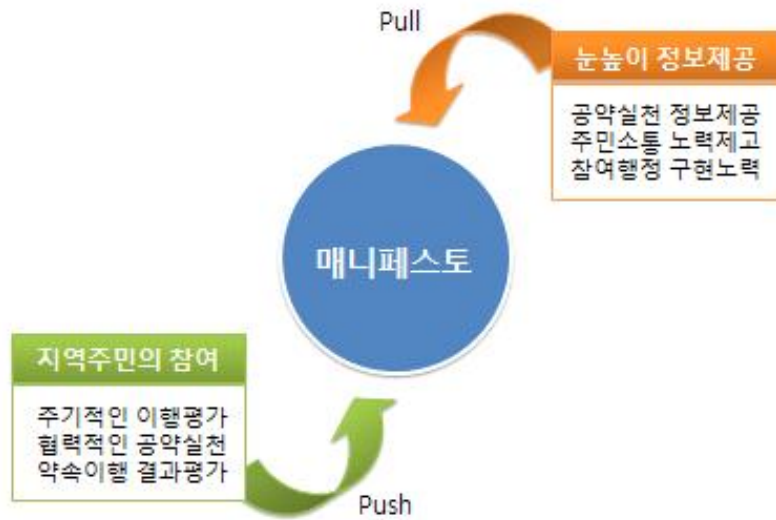 Pull
눈높이 정보제공
공약실천 정보제공
주민소통 노력제고
참여행정 구현노력
매니페스토
지역주민의 참여
주기적인 이행평가
협력적인 공약실천
약속이행 결과평가
Push